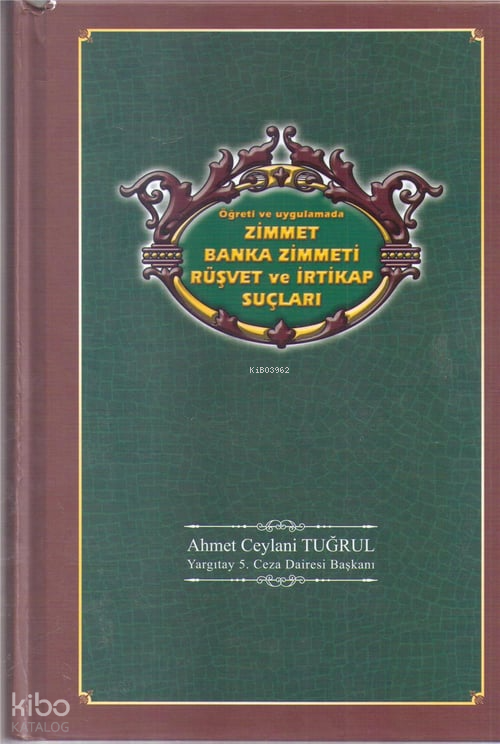 Öğreti ve uygulamada
ZİMMET
BANKA ZİMMETİ
RÜŞVET ve İRTİKAP
SUÇLARI
KiB03962
Ahmet Ceylani TUĞRUL
Yargıtay 5. Ceza Dairesi Başkanı
kibo
KATALOG